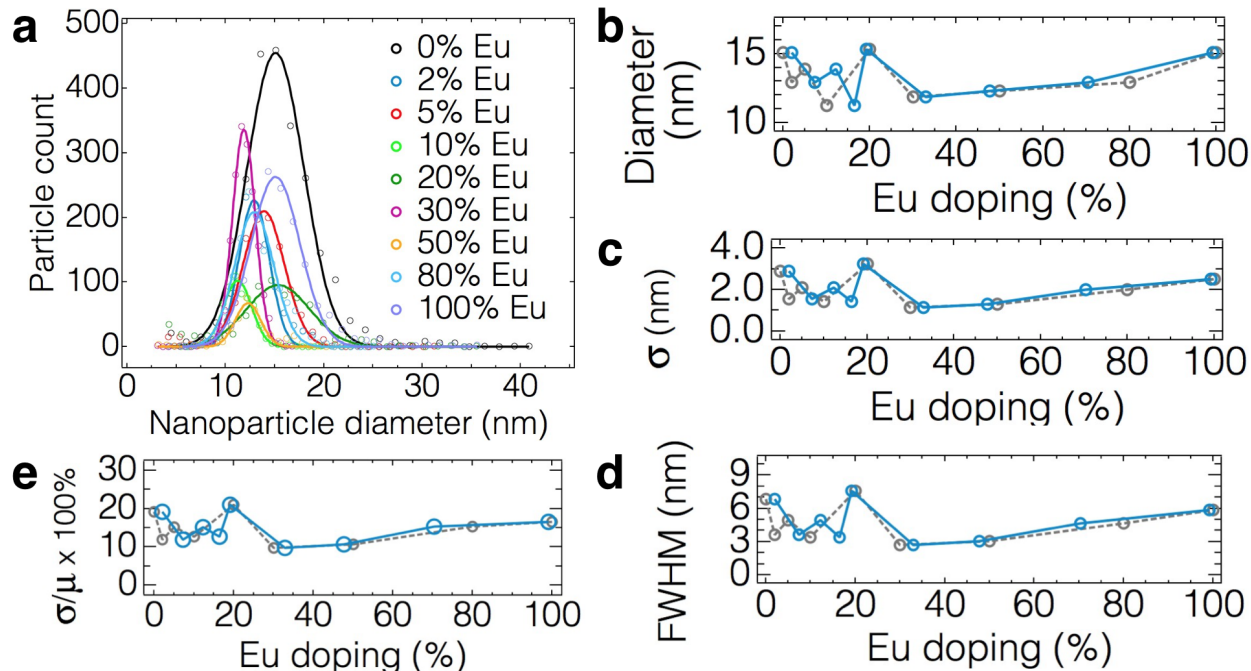 a
500
400
300
200
100
0
Particle count
0% Eu
2% Eu
5% Eu
10% Eu
20% Eu
30% Eu
50% Eu
80% Eu
100% Eu
0 10 20 30 40
Nanoparticle diameter (nm)
b
Diameter
(nm)
15
10
0 20 40 60 80 100
Eu doping (%)
c
σ (nm)
4.0
2.0
0.0
0 20 40 60 80 100
Eu doping (%)
e
σ/μ x 100%
30
20
10
0
0 20 40 60 80 100
Eu doping (%)
d
FWHM (nm)
9
6
3
0
0 20 40 60 80 100
Eu doping (%)